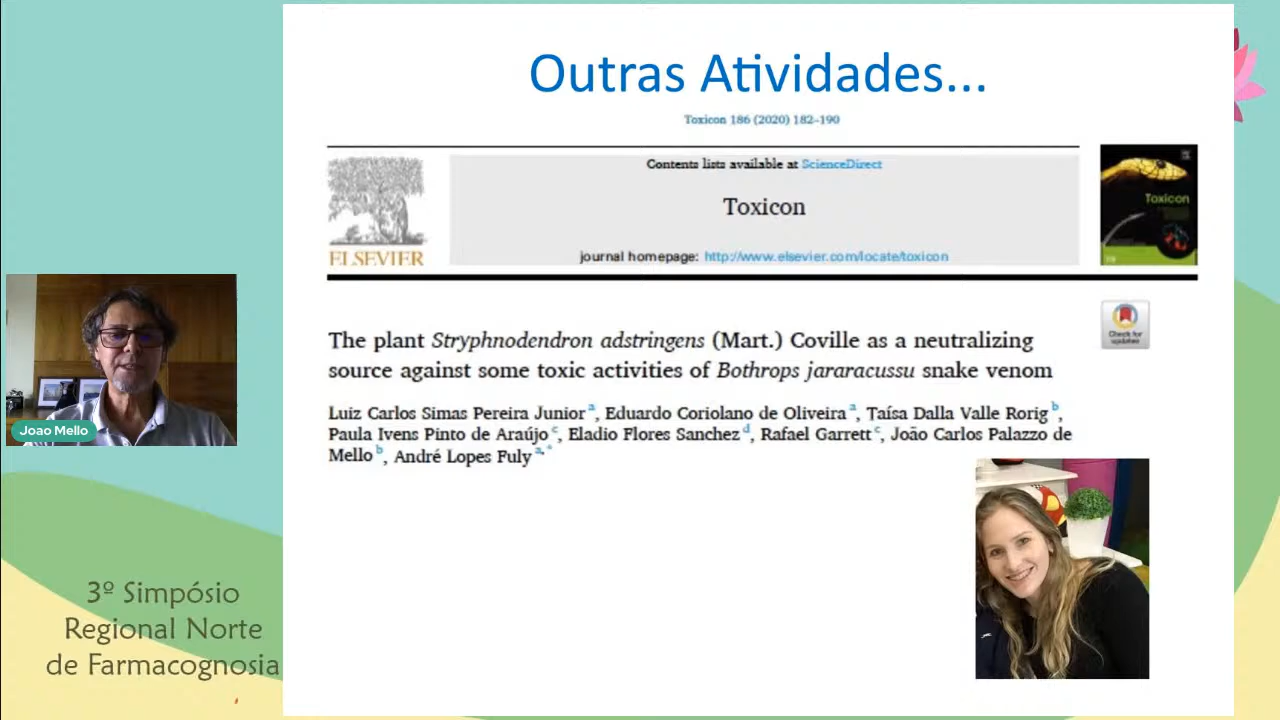 Outras Atividades...
Toxicon 186 (2020) 182–190
Contents lists available at ScienceDirect
Toxicon
journal homepage: http://www.elsevier.com/locate/toxicon
ELSEVIER
Toxicon
Check for
updates
The plant Stryphnodendron adstringens (Mart.) Coville as a neutralizing
source against some toxic activities of Bothrops jararacussu snake venom
Luiz Carlos Simas Pereira Junior a, Eduardo Coriolano de Oliveira a, Taísa Dalla Valle Rorig b,
Paula Ivens Pinto de Araújo c, Eladio Flores Sanchez d, Rafael Garrett c, João Carlos Palazzo de
Mello b, André Lopes Fuly a,*
Joao Mello
3º Simpósio
Regional Norte
de Farmacognosia